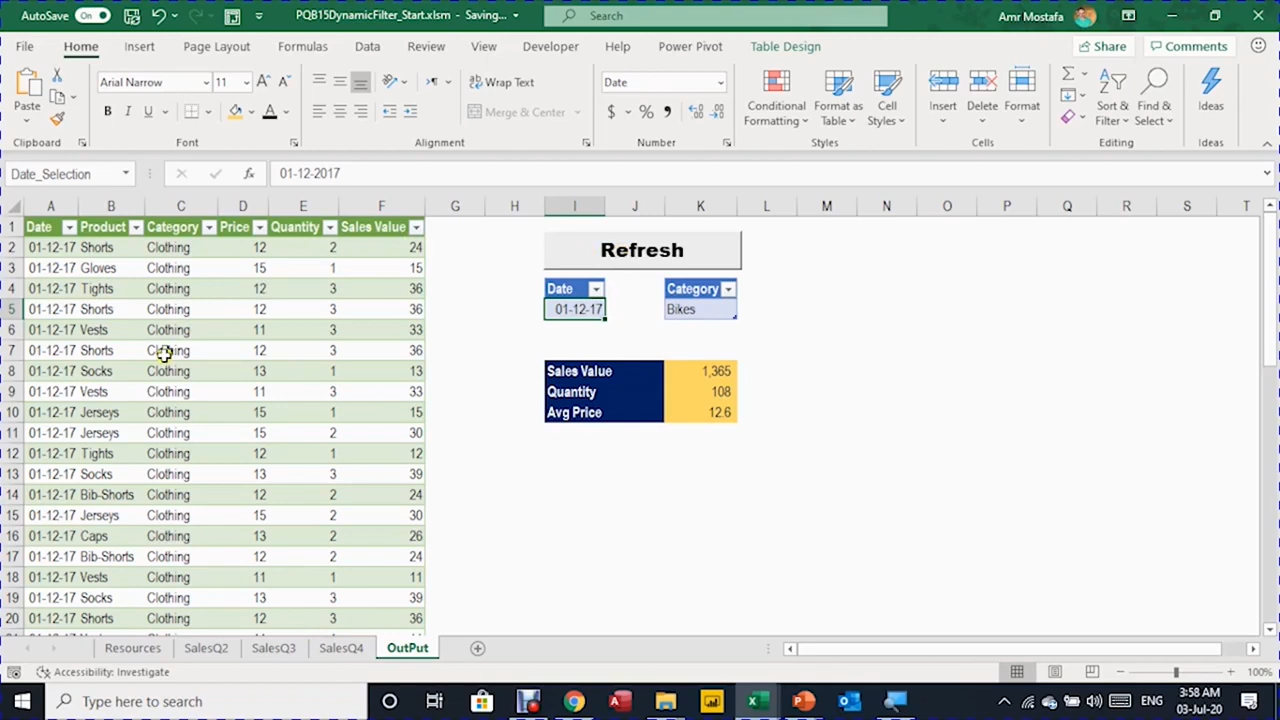 AutoSave On PQB15DynamicFilter_Start.xlsm - Saving... Search Amr Mostafa
File Home Insert Page Layout Formulas Data Review View Developer Help Power Pivot Table Design Share Comments
Paste Arial Narrow 11 A A Wrap Text Date Conditional Formatting Format as Table Cell Styles Insert Delete Format Sort & Filter Find & Select Ideas
B I U A Merge & Center $ % ,
Clipboard Font Alignment Number Styles Cells Editing Ideas
Date_Selection fx 01-12-2017
A B C D E F G H I J K L M N O P Q R S T
1 Date Product Category Price Quantity Sales Value
2 01-12-17 Shorts Clothing 12 2 24
Refresh
3 01-12-17 Gloves Clothing 15 1 15
4 01-12-17 Tights Clothing 12 3 36 Date Category
5 01-12-17 Shorts Clothing 12 3 36 01-12-17 Bikes
6 01-12-17 Vests Clothing 11 3 33
7 01-12-17 Shorts Clothing 12 3 36
8 01-12-17 Socks Clothing 13 1 13 Sales Value 1,365
9 01-12-17 Vests Clothing 11 3 33 Quantity 108
10 01-12-17 Jerseys Clothing 15 1 15 Avg Price 12.6
11 01-12-17 Jerseys Clothing 15 2 30
12 01-12-17 Tights Clothing 12 1 12
13 01-12-17 Socks Clothing 13 3 39
14 01-12-17 Bib-Shorts Clothing 12 2 24
15 01-12-17 Jerseys Clothing 15 2 30
16 01-12-17 Caps Clothing 13 2 26
17 01-12-17 Bib-Shorts Clothing 12 2 24
18 01-12-17 Vests Clothing 11 1 11
19 01-12-17 Socks Clothing 13 3 39
20 01-12-17 Shorts Clothing 12 3 36
Resources SalesQ2 SalesQ3 SalesQ4 OutPut
Accessibility: Investigate 100%
Type here to search ENG 3:58 AM
03-Jul-20